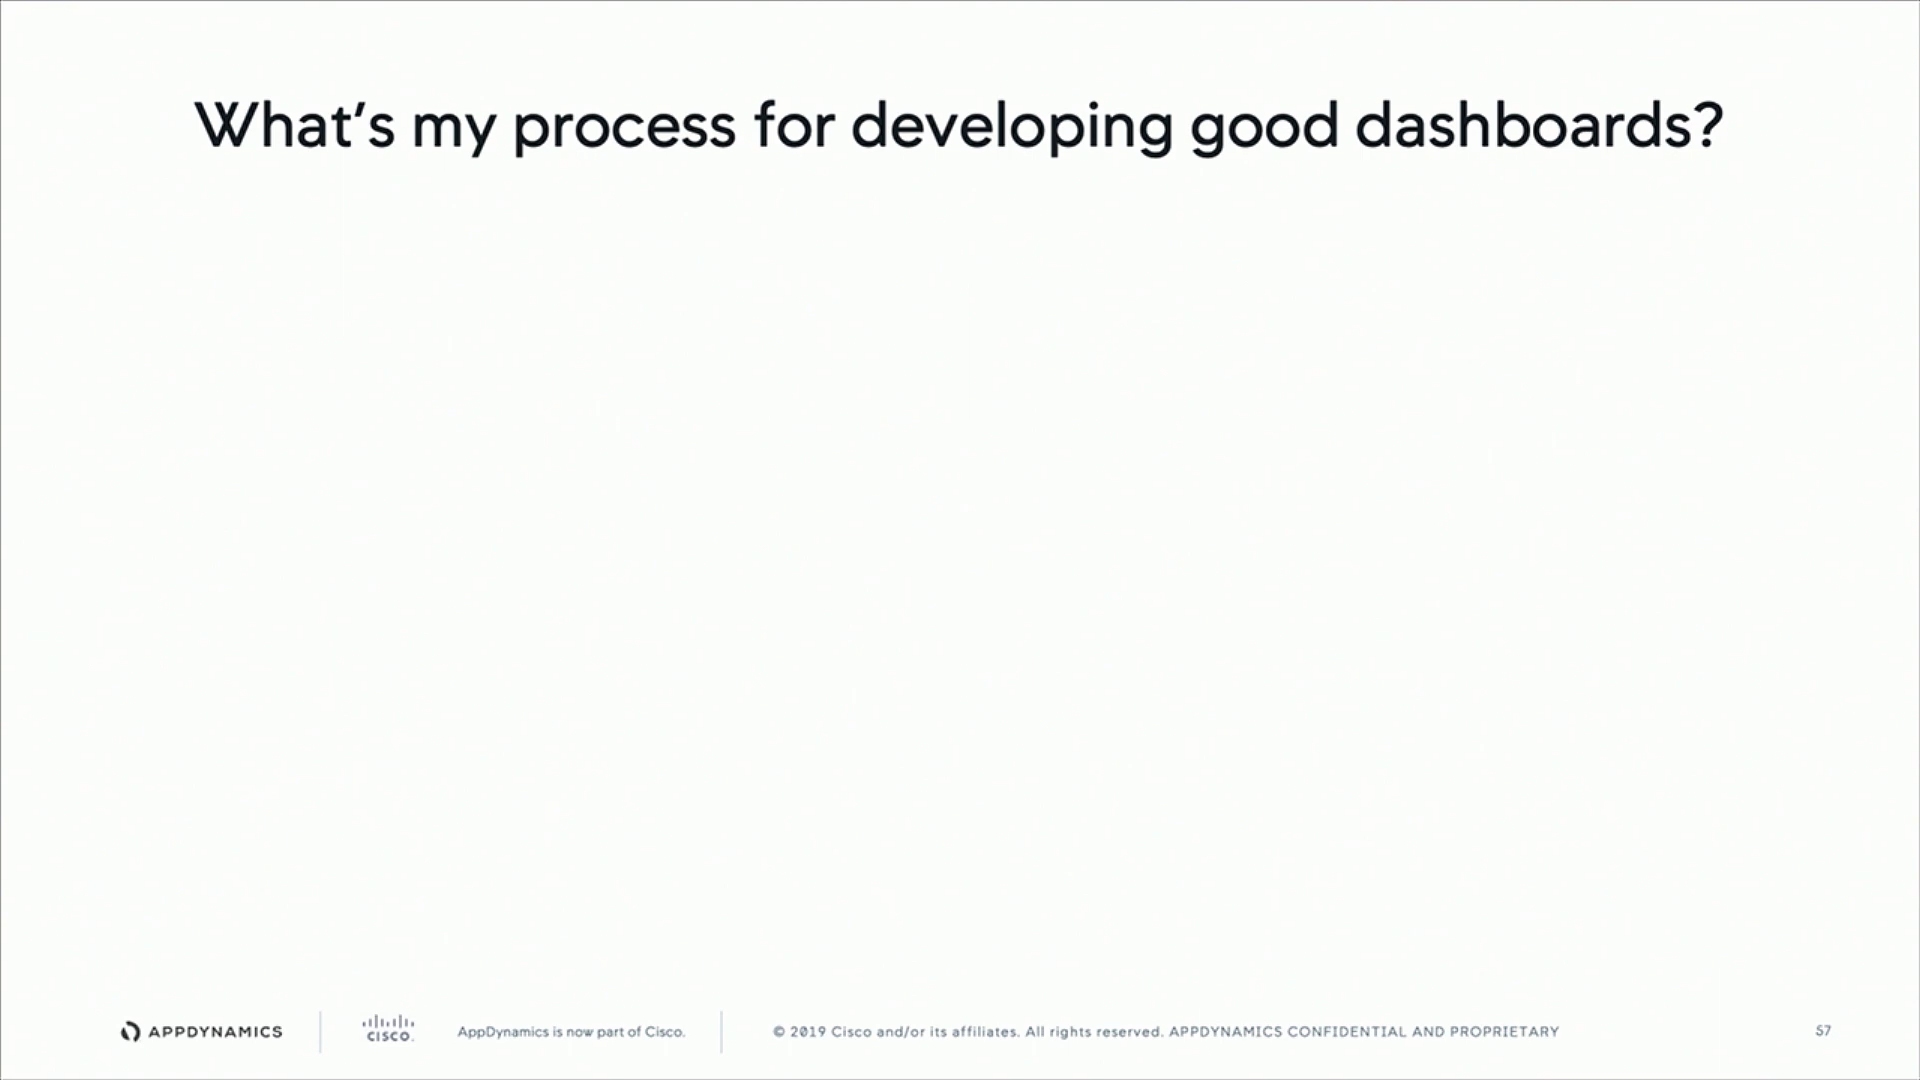 What's my process for developing good dashboards?
APPDYNAMICS
CISCO.
AppDynamics is now part of Cisco.
© 2019 Cisco and/or its affiliates. All rights reserved. APPDYNAMICS CONFIDENTIAL AND PROPRIETARY
57